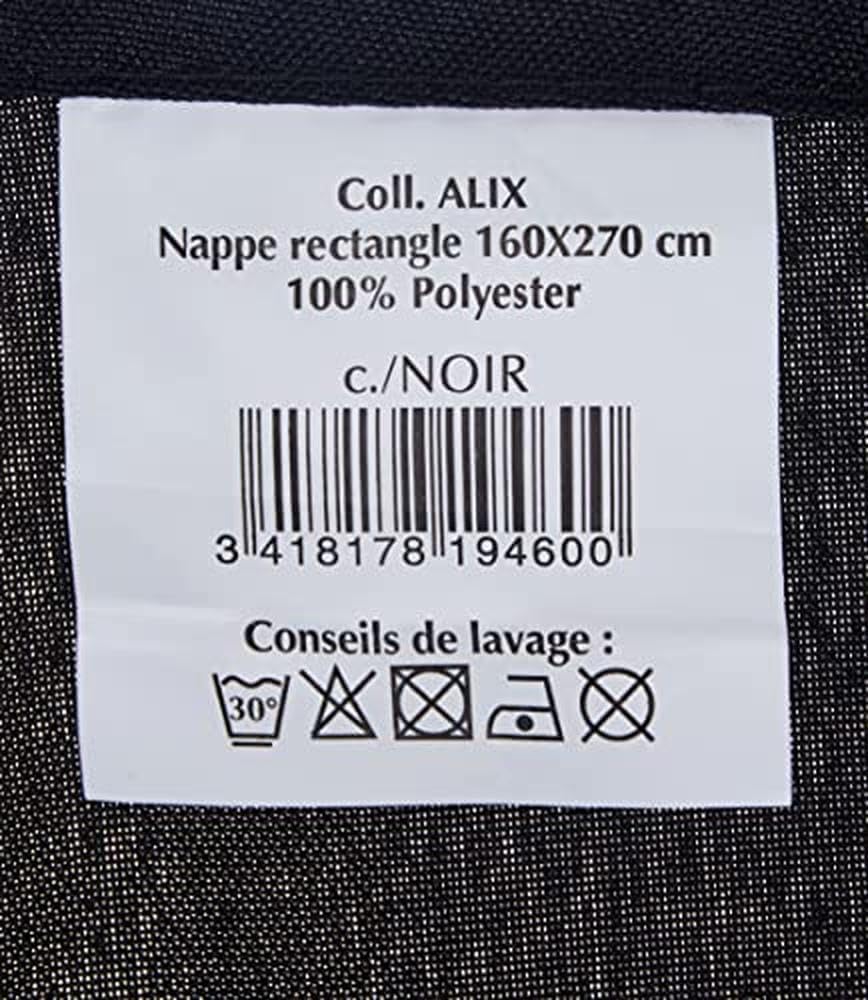 Coll. ALIX
Nappe rectangle 160X270 cm
100% Polyester
c./NOIR
3 418178 194600
Conseils de lavage :
30°